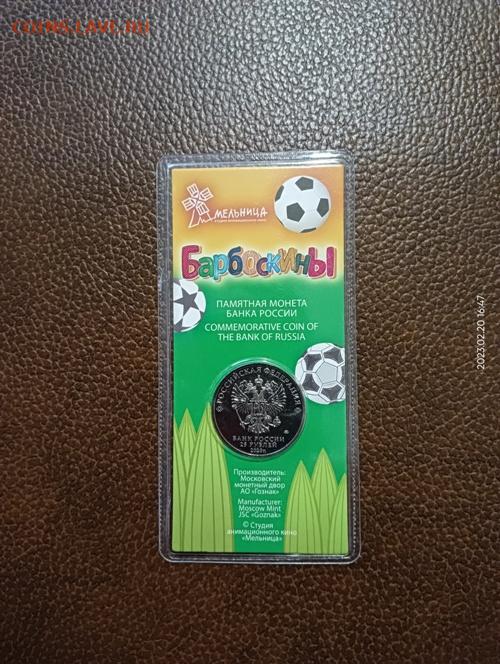 COINS.LAVE.RU
МЕЛЬНИЦА
Барбоскины
ПАМЯТНАЯ МОНЕТА
БАНКА РОССИИ
COMMEMORATIVE COIN OF
THE BANK OF RUSSIA
РОССИЙСКАЯ ФЕДЕРАЦИЯ
БАНК РОССИИ
25 РУБЛЕЙ
2020г.
Производитель:
Московский
монетный двор
АО «Гознак»
Manufacturer:
Moscow Mint
JSC «Goznak»
© Студия
анимационного кино
«Мельница»
2023.02.20 16:47